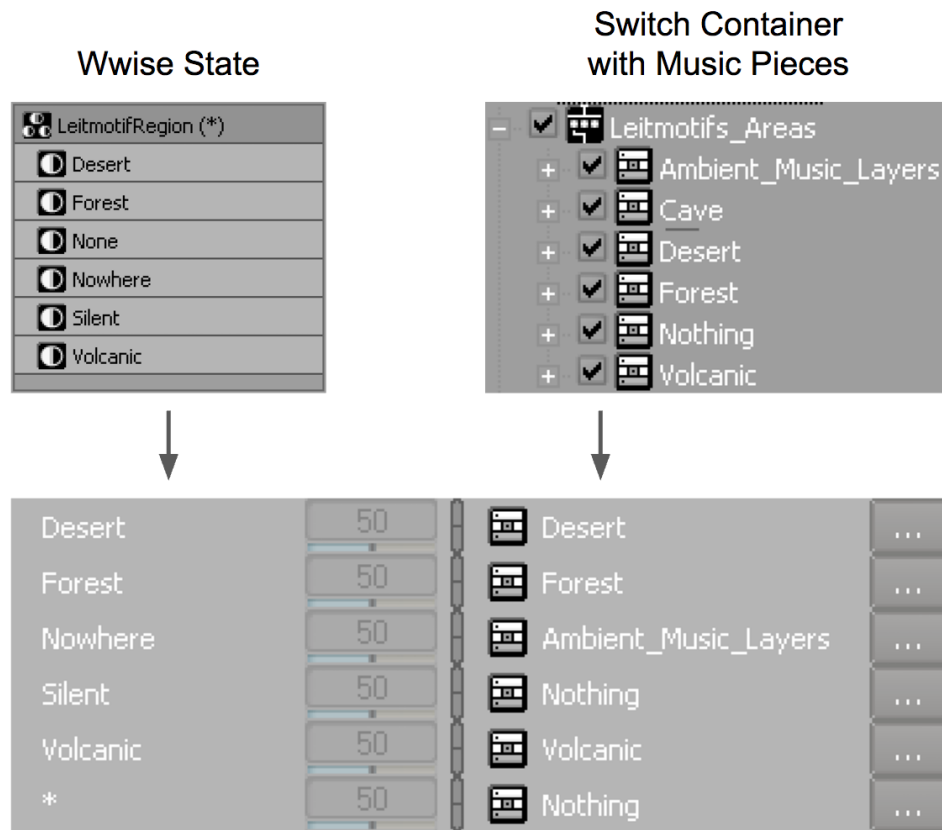 Wwise State
Switch Container
with Music Pieces
LeitmotifRegion (*)
Desert
Forest
None
Nowhere
Silent
Volcanic
Leitmotifs_Areas
Ambient_Music_Layers
Cave
Desert
Forest
Nothing
Volcanic
Desert 50 Desert ...
Forest 50 Forest ...
Nowhere 50 Ambient_Music_Layers ...
Silent 50 Nothing ...
Volcanic 50 Volcanic ...
* 50 Nothing ...